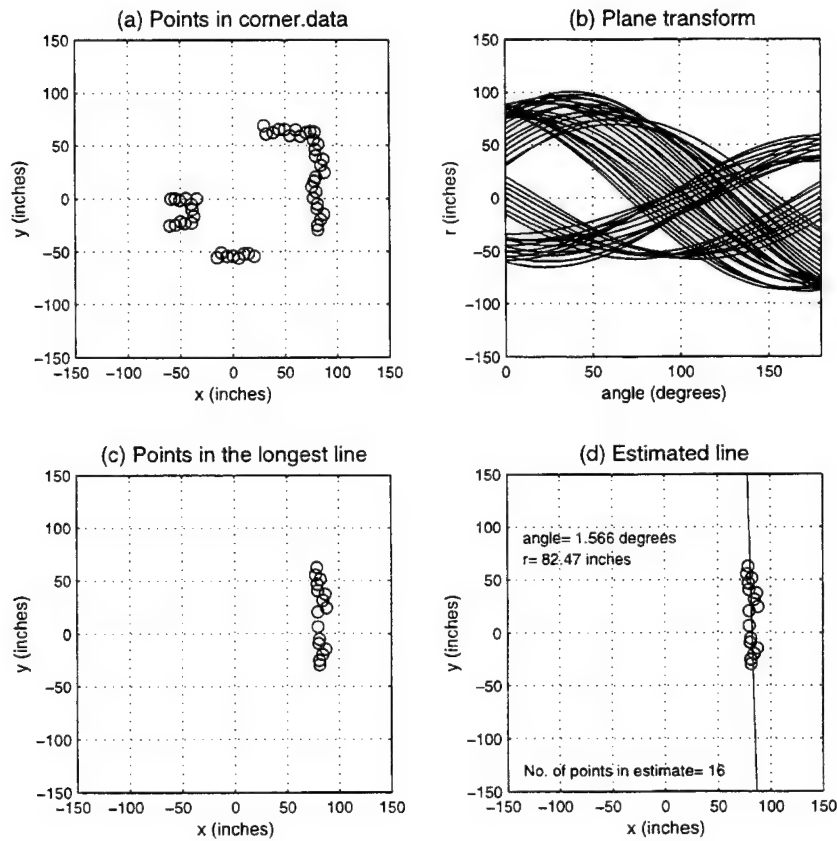 (a) Points in corner.data
150
100
50
0
−50
−100
−150
y (inches)
−150 −100 −50 0 50 100 150
x (inches)
(b) Plane transform
150
100
50
0
−50
−100
−150
r (inches)
0 50 100 150
angle (degrees)
(c) Points in the longest line
150
100
50
0
−50
−100
−150
y (inches)
−150 −100 −50 0 50 100 150
x (inches)
(d) Estimated line
150
100
50
0
−50
−100
−150
y (inches)
angle= 1.566 degrees
r= 82.47 inches
No. of points in estimate= 16
−150 −100 −50 0 50 100 150
x (inches)